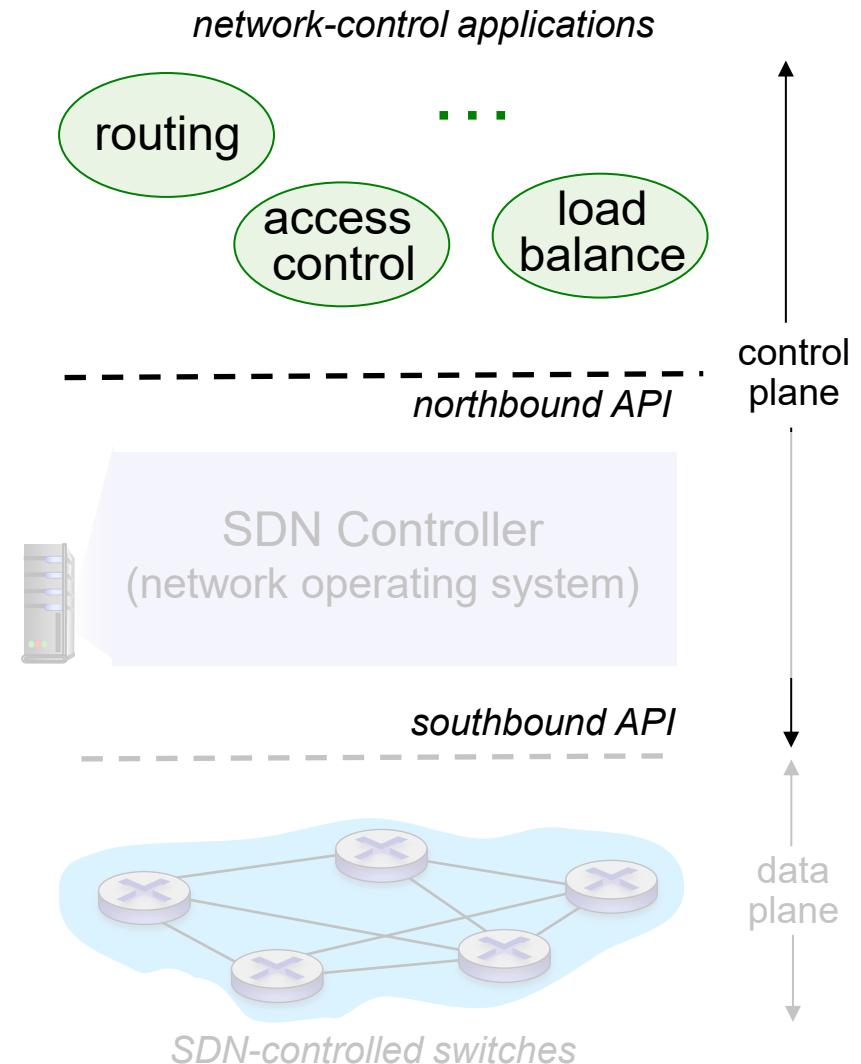 network-control applications
routing
...
access
control
load
balance
control
plane
northbound API
SDN Controller
(network operating system)
southbound API
data
plane
SDN-controlled switches